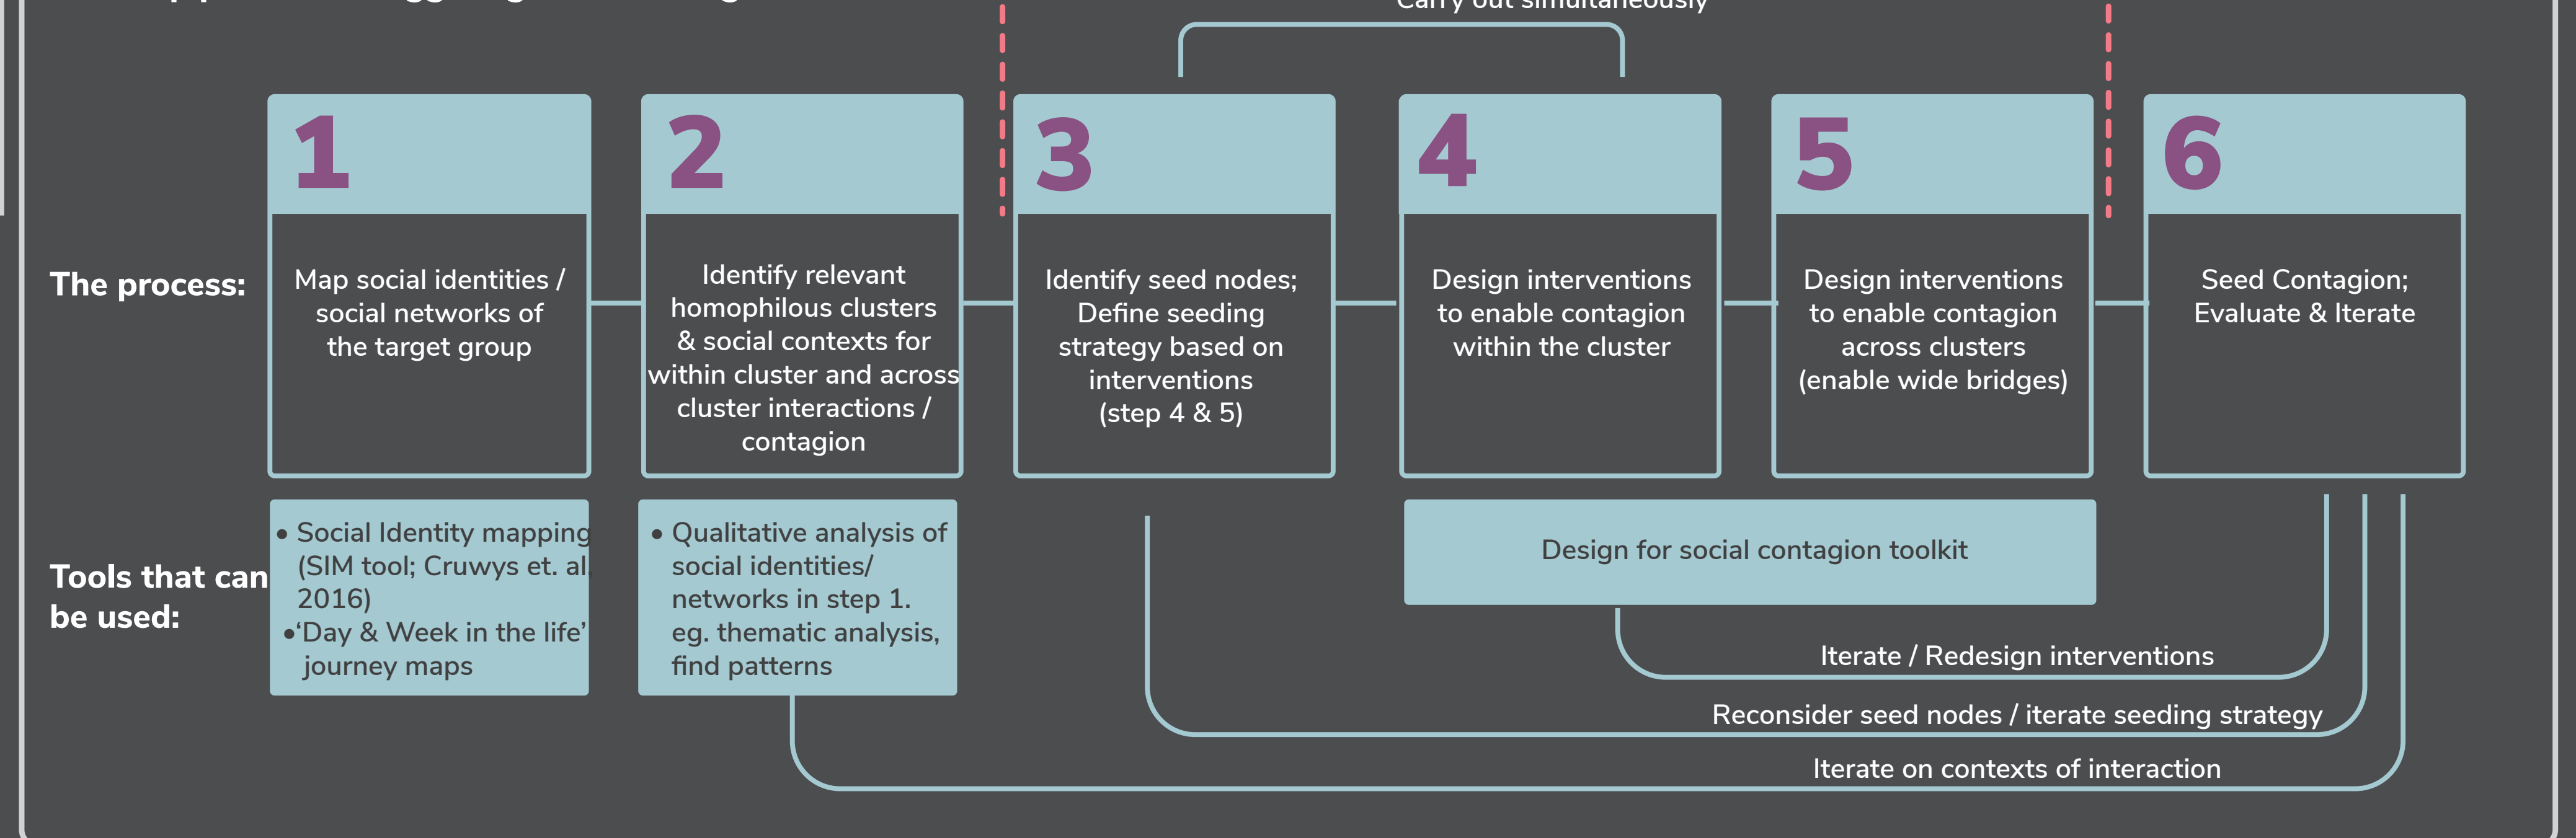 Carry out simultaneously
1
2
3
4
5
6
The process:
Map social identities /
social networks of
the target group
Identify relevant
homophilous clusters
& social contexts for
within cluster and across
cluster interactions /
contagion
Identify seed nodes;
Define seeding
strategy based on
interventions
(step 4 & 5)
Design interventions
to enable contagion
within the cluster
Design interventions
to enable contagion
across clusters
(enable wide bridges)
Seed Contagion;
Evaluate & Iterate
Tools that can
be used:
• Social Identity mapping
(SIM tool; Cruwys et. al,
2016)
•‘Day & Week in the life’
journey maps
• Qualitative analysis of
social identities/
networks in step 1.
eg. thematic analysis,
find patterns
Design for social contagion toolkit
Iterate / Redesign interventions
Reconsider seed nodes / iterate seeding strategy
Iterate on contexts of interaction